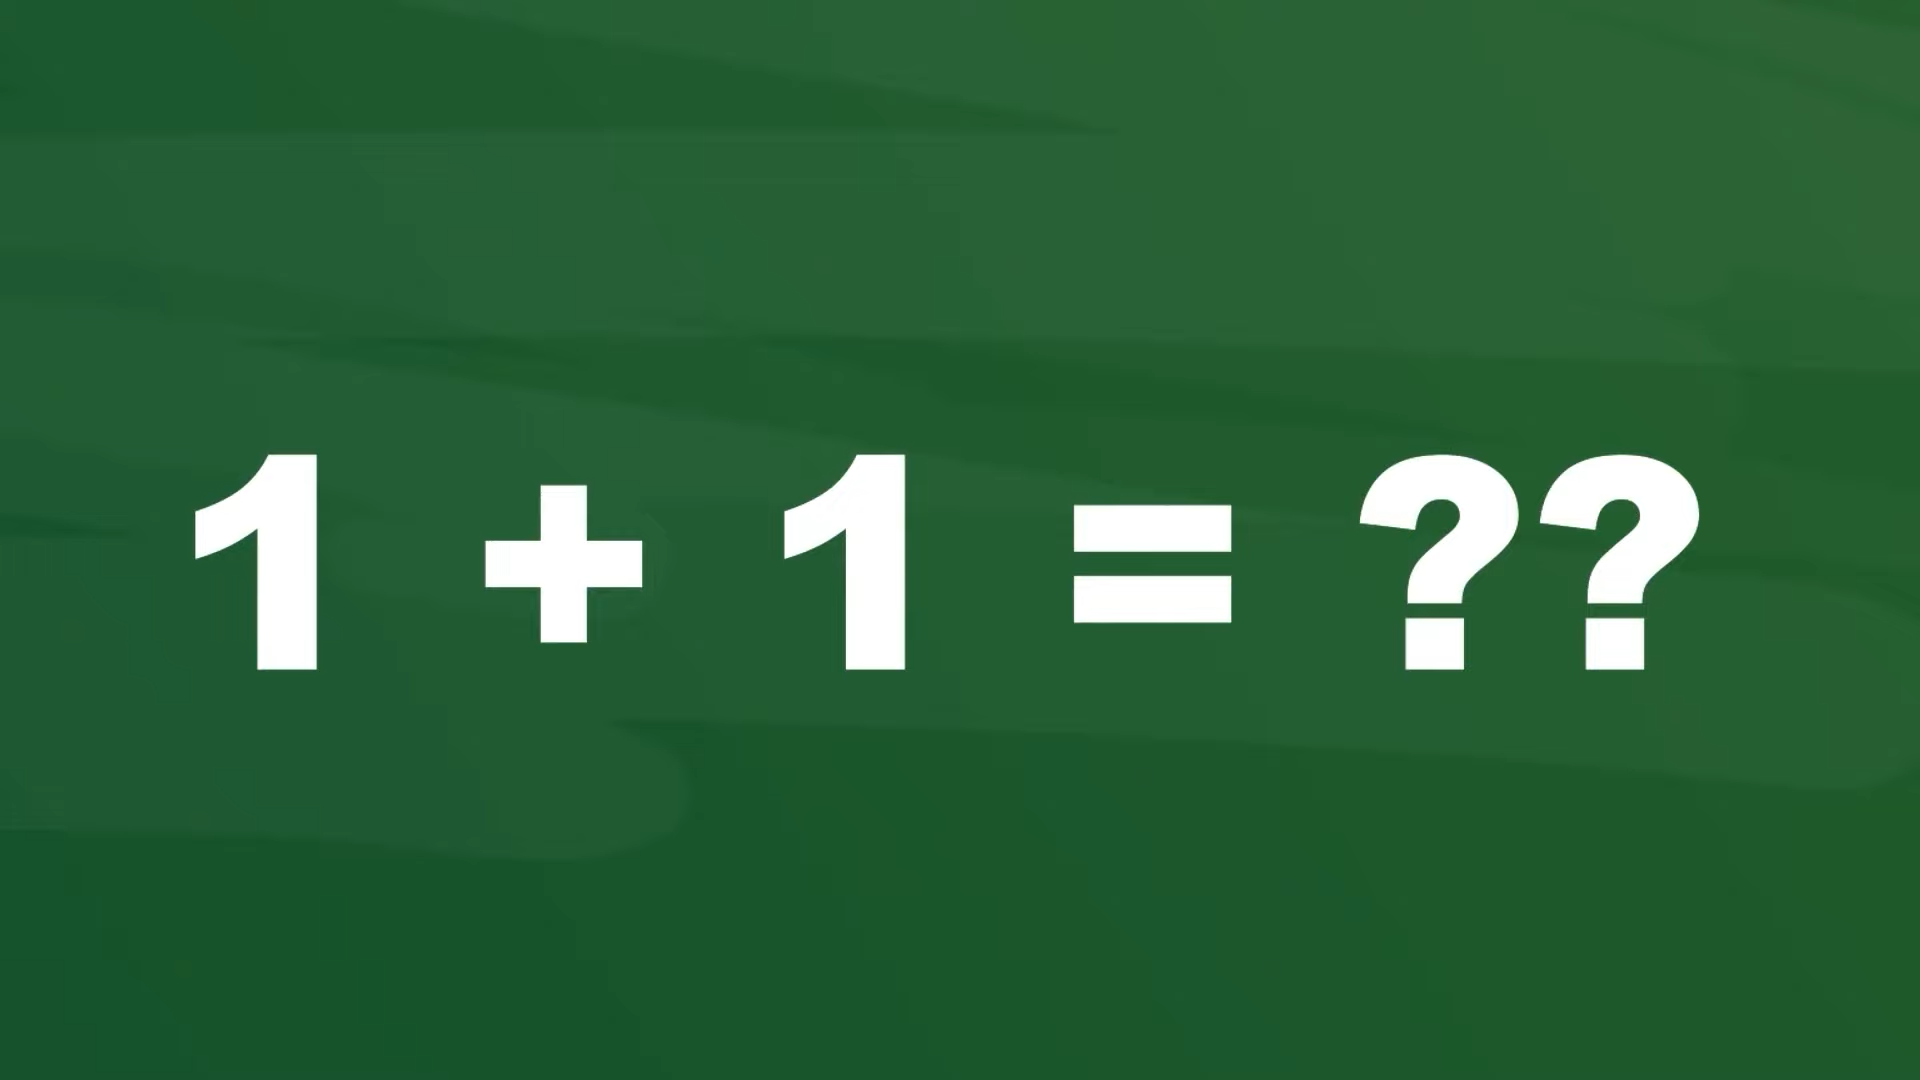 1 + 1 = ??